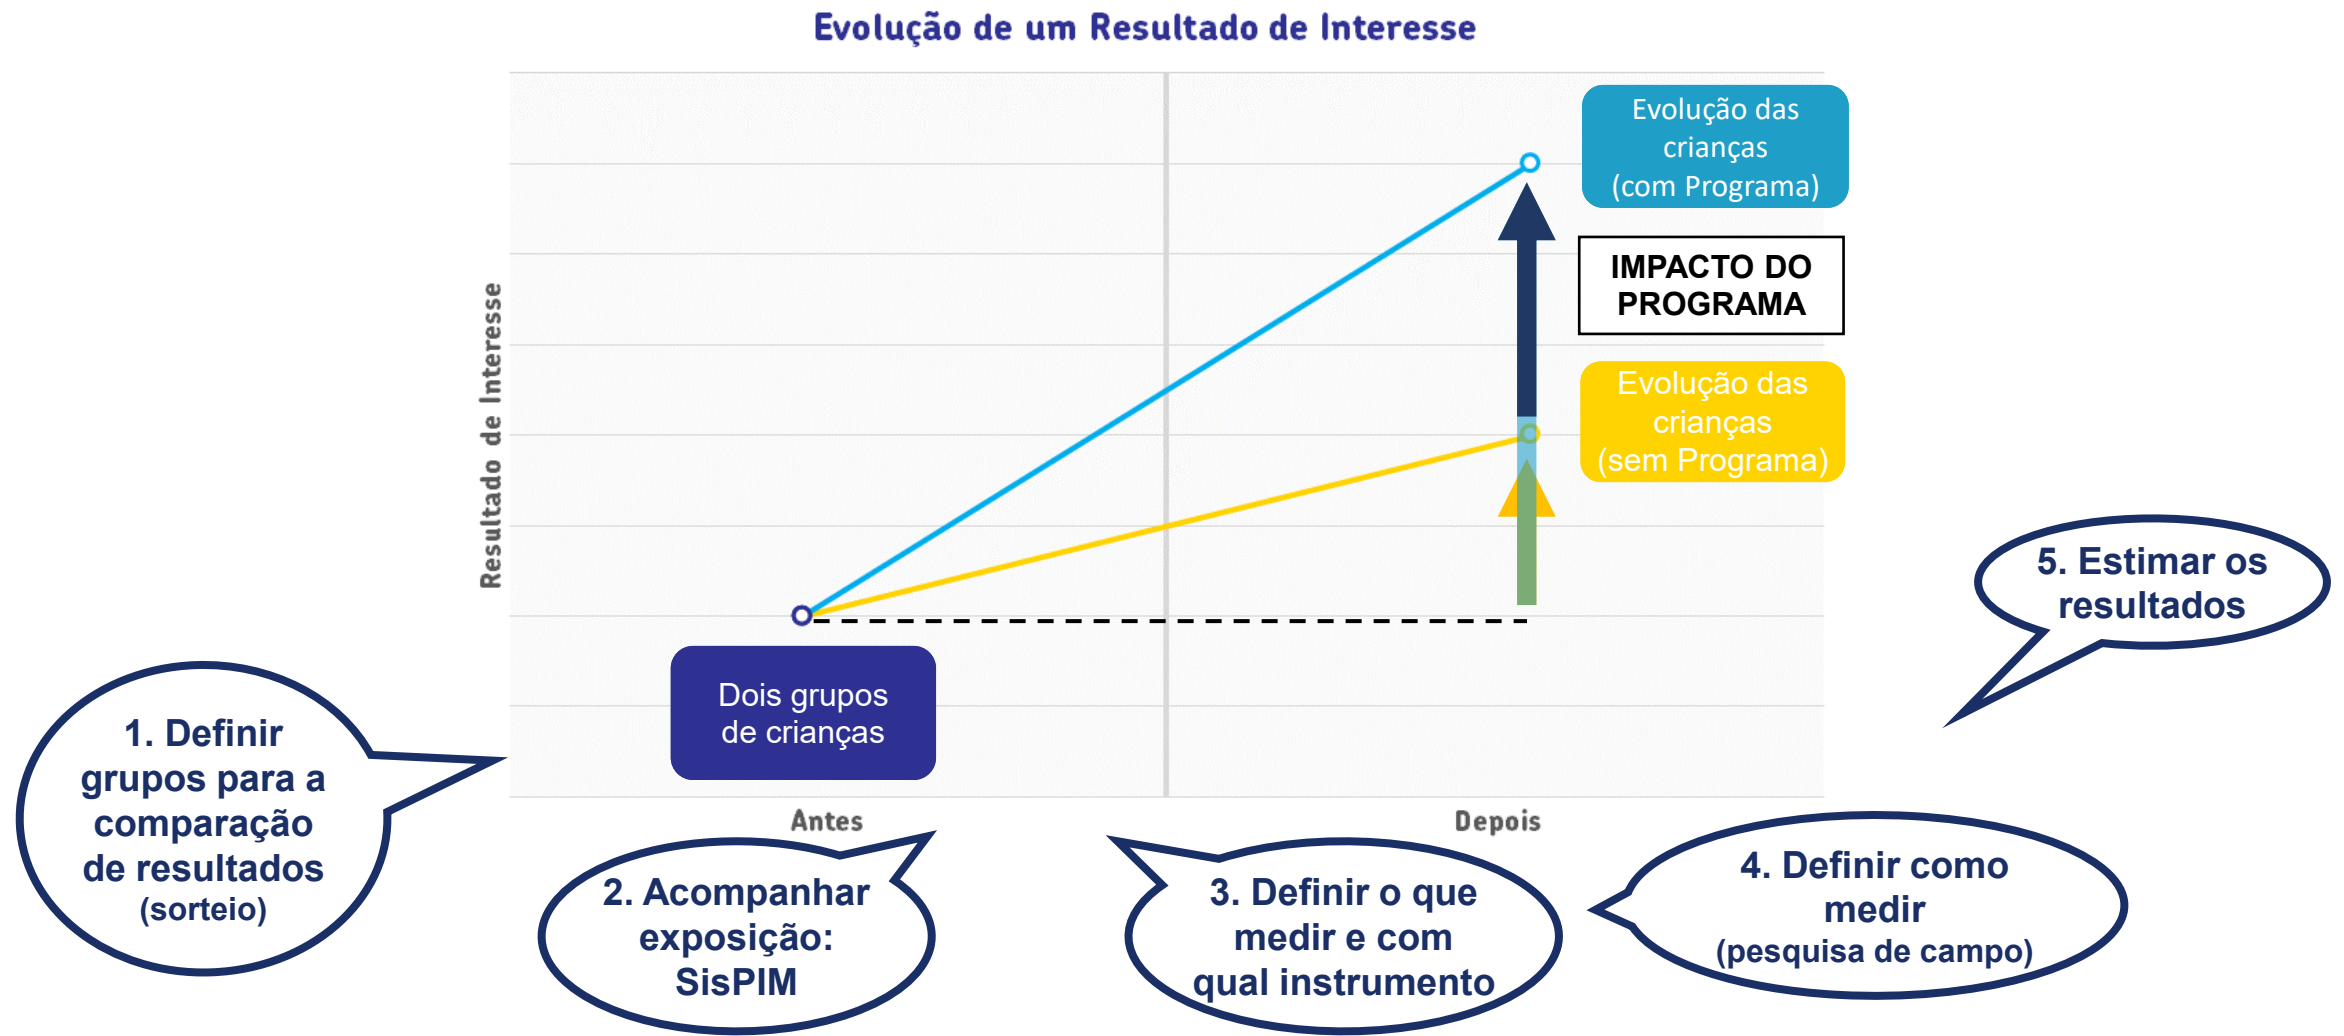 Evolução de um Resultado de Interesse
Evolução das
crianças
(com Programa)
IMPACTO DO
PROGRAMA
Evolução das
crianças
(sem Programa)
Resultado de Interesse
Dois grupos
de crianças
Antes
Depois
1. Definir
grupos para a
comparação
de resultados
(sorteio)
2. Acompanhar
exposição:
SisPIM
3. Definir o que
medir e com
qual instrumento
4. Definir como
medir
(pesquisa de campo)
5. Estimar os
resultados